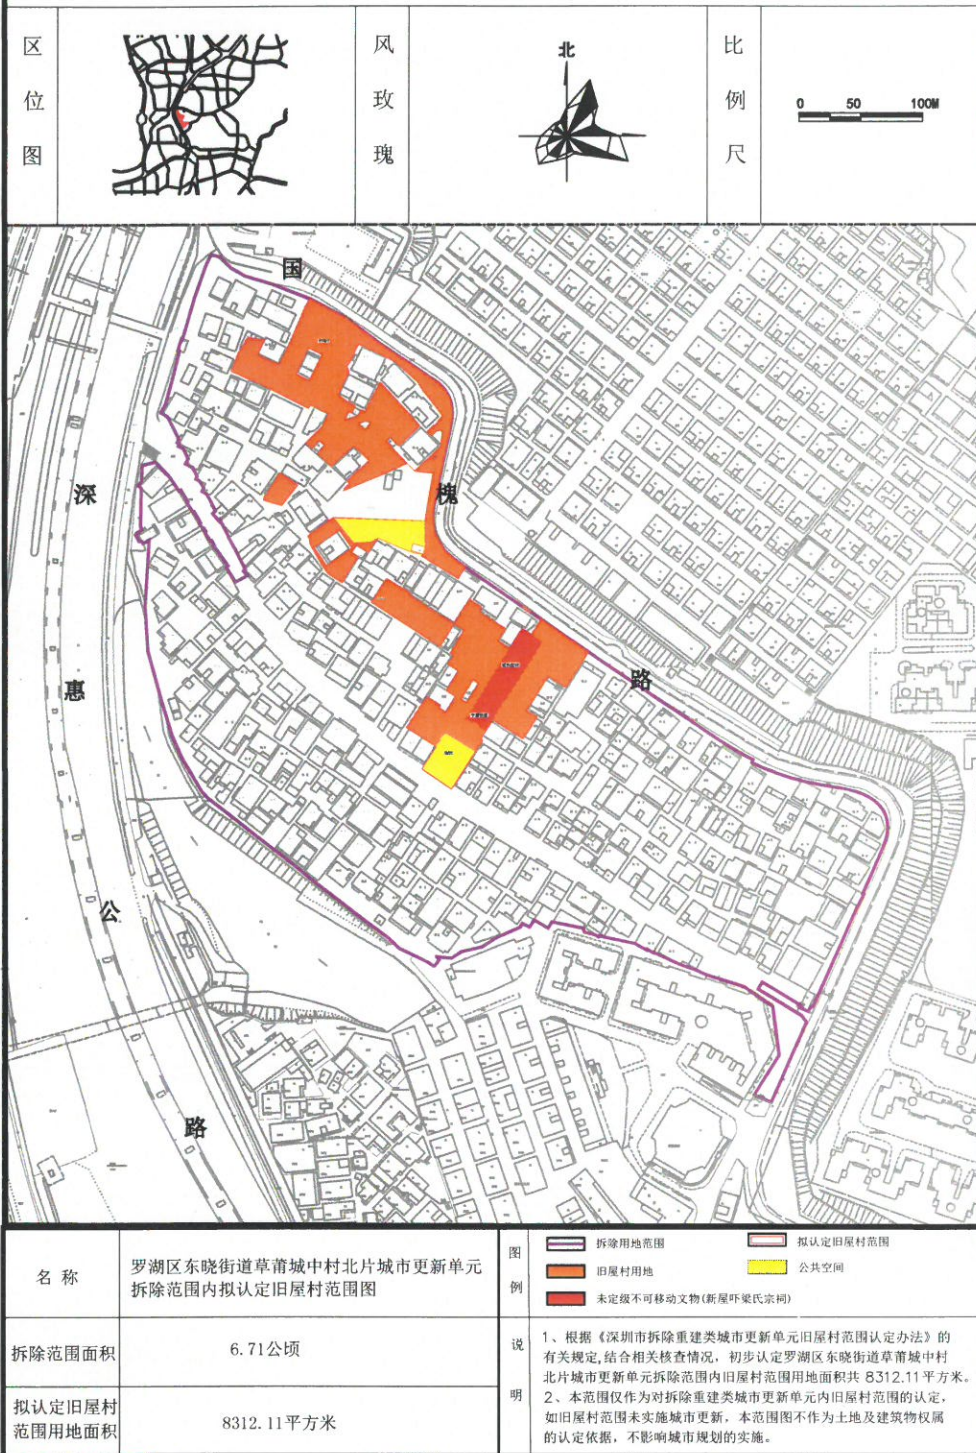 区位图
风玫瑰
北
比例尺
0 50 100M
国
槐
路
深
惠
公
路
名 称
罗湖区东晓街道草莆城中村北片城市更新单元
拆除范围内拟认定旧屋村范围图
拆除范围面积
6.71公顷
拟认定旧屋村
范围用地面积
8312.11平方米
图例
拆除用地范围
拟认定旧屋村范围
旧屋村用地
公共空间
未定级不可移动文物(新屋吓梁氏宗祠)
说明
1、根据《深圳市拆除重建类城市更新单元旧屋村范围认定办法》的
有关规定,结合相关核查情况，初步认定罗湖区东晓街道草莆城中村
北片城市更新单元拆除范围内旧屋村范围用地面积共 8312.11平方米。
2、本范围仅作为对拆除重建类城市更新单元内旧屋村范围的认定，
如旧屋村范围未实施城市更新，本范围图不作为土地及建筑物权属
的认定依据，不影响城市规划的实施。